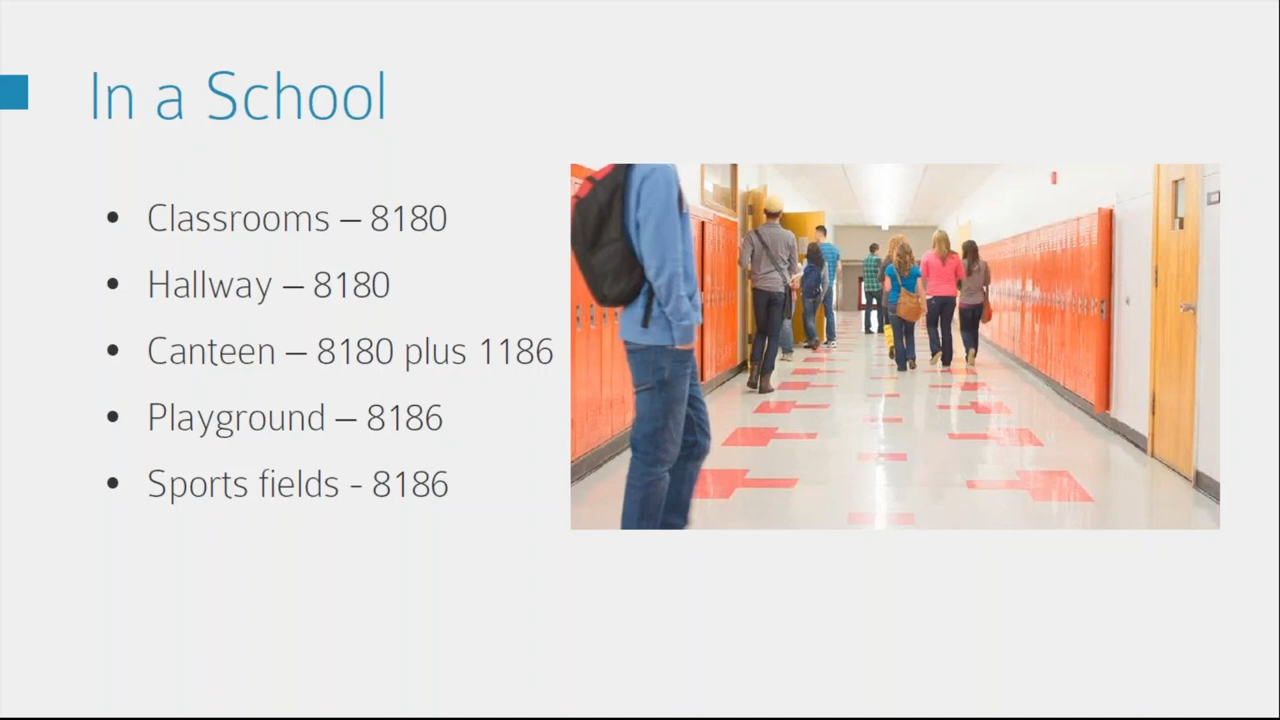 In a School
• Classrooms – 8180
• Hallway – 8180
• Canteen – 8180 plus 1186
• Playground – 8186
• Sports fields - 8186